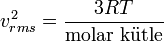 v²ᵣₘₛ = 3RT / molar kütle